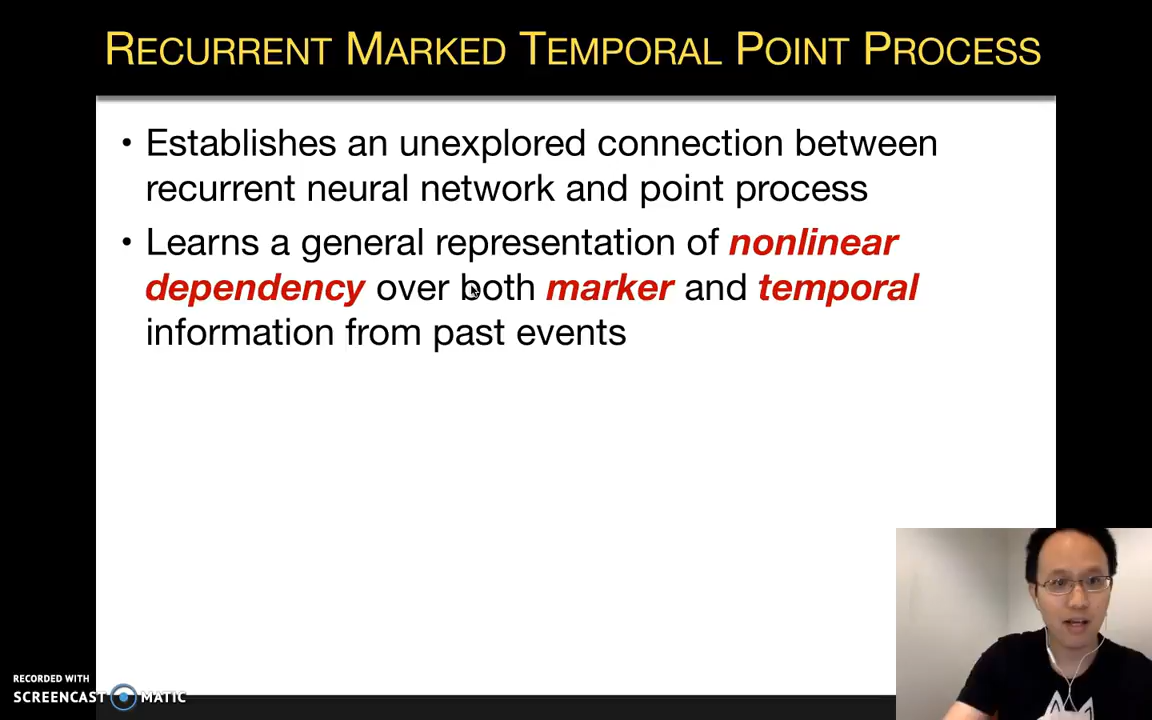 RECURRENT MARKED TEMPORAL POINT PROCESS
• Establishes an unexplored connection between
recurrent neural network and point process
• Learns a general representation of nonlinear
dependency over both marker and temporal
information from past events
RECORDED WITH
SCREENCAST MATIC